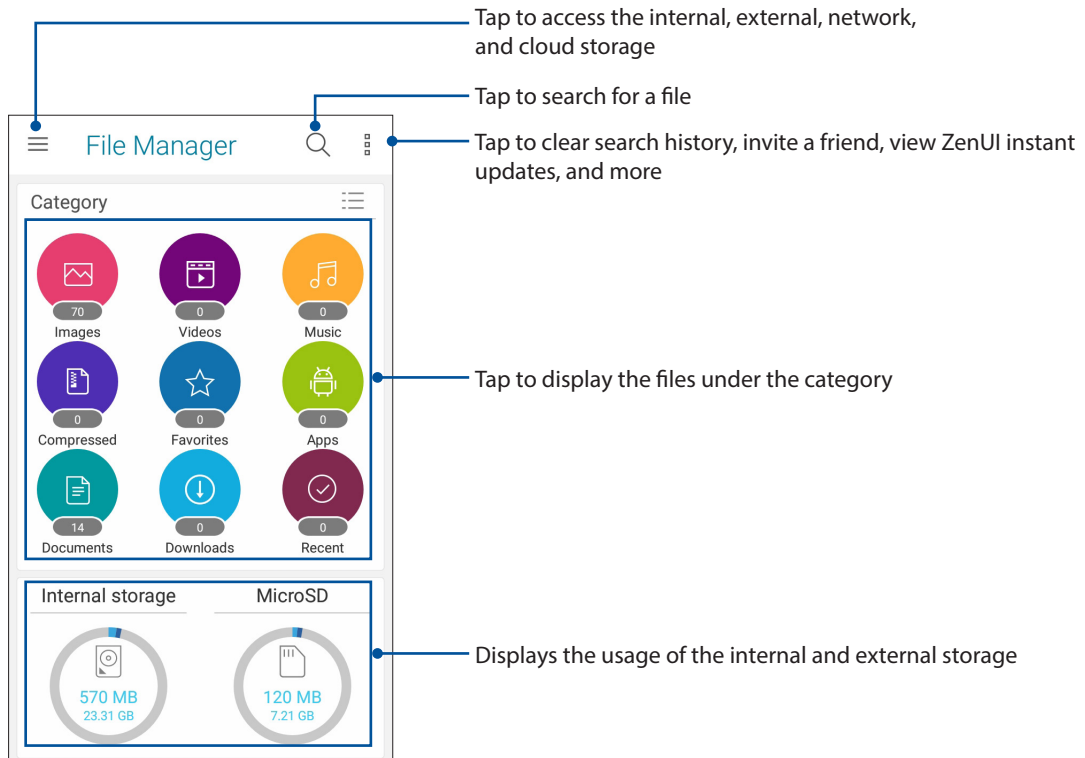 Tap to access the internal, external, network,
and cloud storage
Tap to search for a file
File Manager
Tap to clear search history, invite a friend, view ZenUI instant
updates, and more
Category
70
0
0
Images
Videos
Music
Tap to display the files under the category
0
0
0
Compressed
Favorites
Apps
14
0
0
Documents
Downloads
Recent
Internal storage
MicroSD
Displays the usage of the internal and external storage
570 MB
23.31 GB
120 MB
7.21 GB